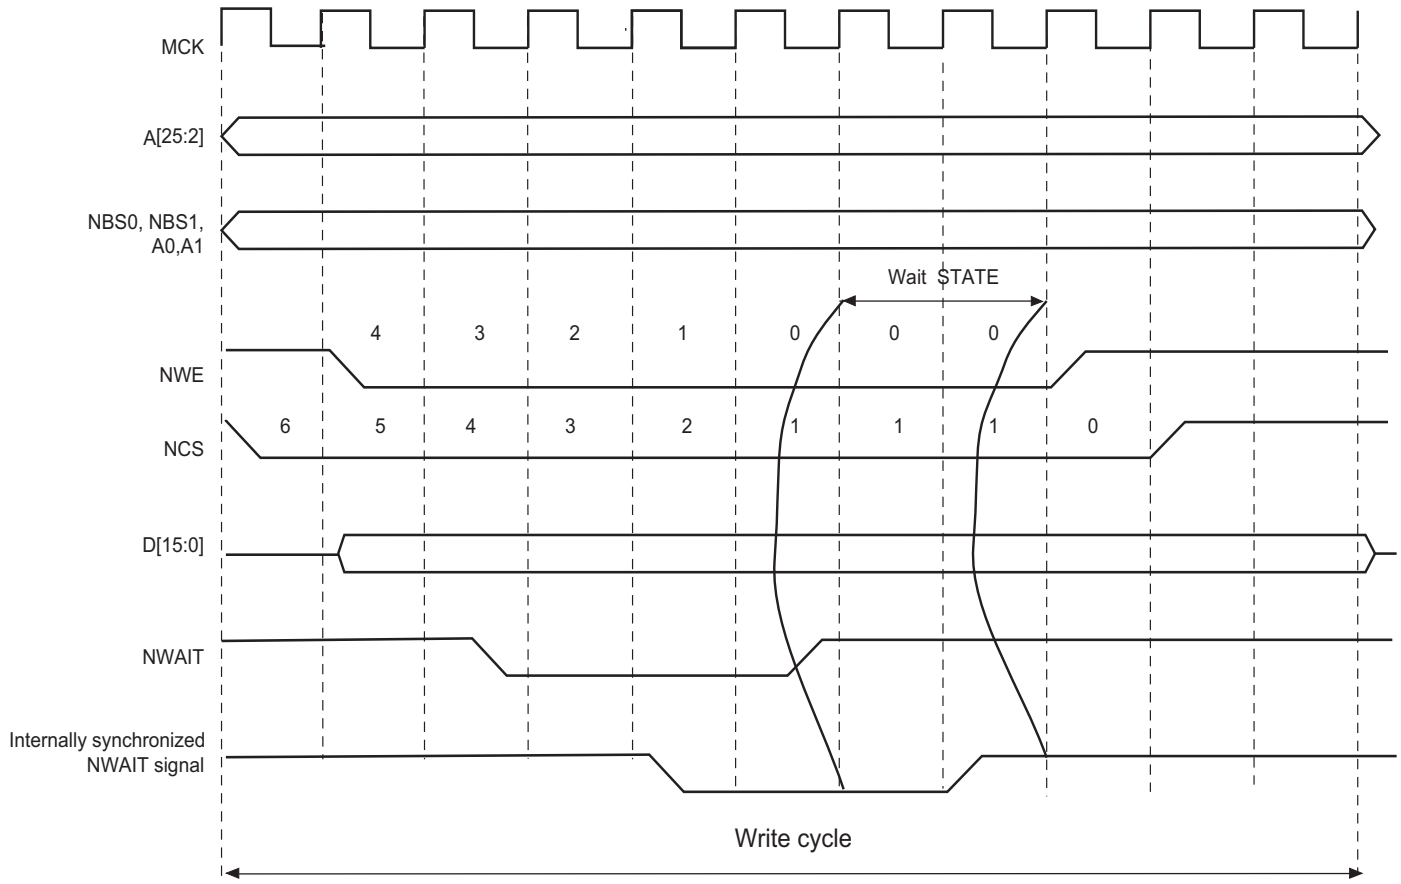 MCK
A[25:2]
NBS0, NBS1,
A0,A1
Wait STATE
4 3 2 1 0 0 0
NWE
6 5 4 3 2 1 1 1 0
NCS
D[15:0]
NWAIT
Internally synchronized
NWAIT signal
Write cycle